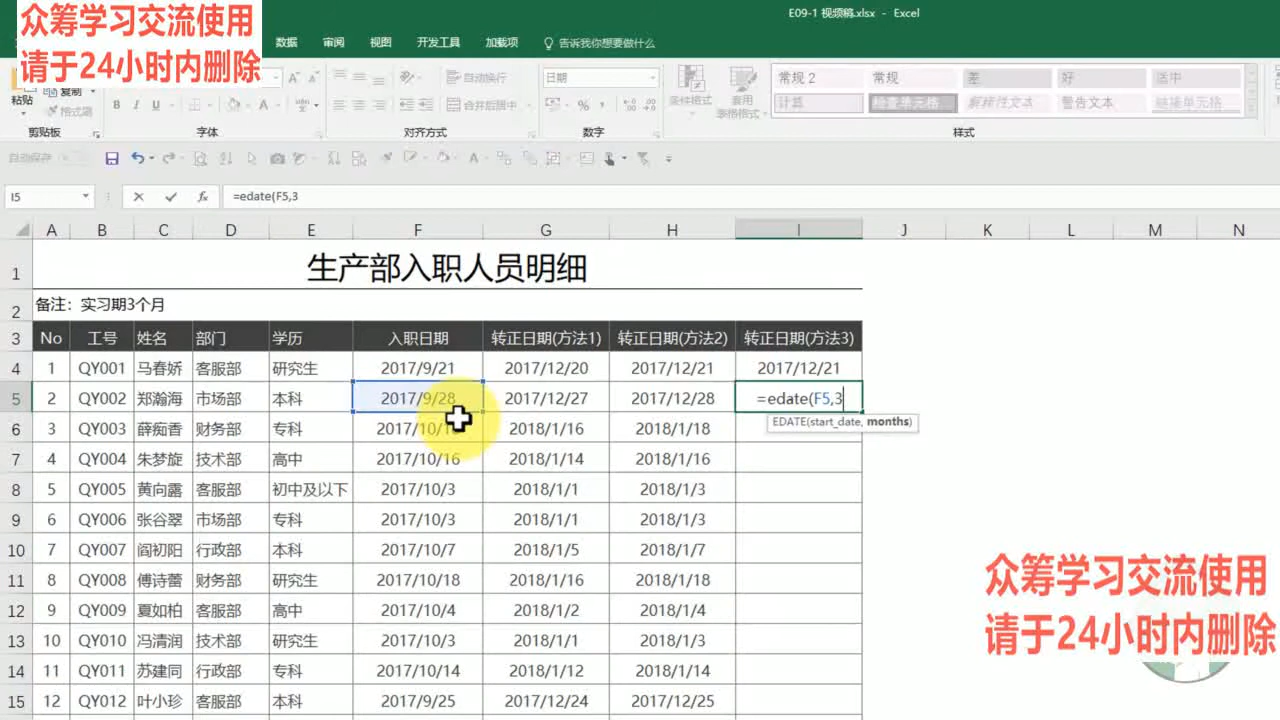 众筹学习交流使用
请于24小时内删除
E09-1 视频稿.xlsx - Excel
数据 审阅 视图 开发工具 加载项 告诉我你想要做什么
粘贴 复制 格式刷 自动换行 日期 常规 2 常规 差 好 适中
B I U A 合并后居中 % 条件格式 套用 表格格式 计算 检查单元格 解释性文本 警告文本 链接单元格
剪贴板 字体 对齐方式 数字 样式
自动保存
I5 fx =edate(F5,3
A B C D E F G H I J K L M N
1 生产部入职人员明细
2 备注：实习期3个月
3 No 工号 姓名 部门 学历 入职日期 转正日期(方法1) 转正日期(方法2) 转正日期(方法3)
4 1 QY001 马春娇 客服部 研究生 2017/9/21 2017/12/20 2017/12/21 2017/12/21
5 2 QY002 郑瀚海 市场部 本科 2017/9/28 2017/12/27 2017/12/28 =edate(F5,3
EDATE(start_date, months)
6 3 QY003 薛痴香 财务部 专科 2018/1/16 2018/1/18
7 4 QY004 朱梦旋 技术部 高中 2017/10/16 2018/1/14 2018/1/16
8 5 QY005 黄向露 客服部 初中及以下 2017/10/3 2018/1/1 2018/1/3
9 6 QY006 张谷翠 市场部 专科 2017/10/3 2018/1/1 2018/1/3
10 7 QY007 阎初阳 行政部 本科 2017/10/7 2018/1/5 2018/1/7
11 8 QY008 傅诗蕾 财务部 研究生 2017/10/18 2018/1/16 2018/1/18
12 9 QY009 夏如柏 客服部 高中 2017/10/4 2018/1/2 2018/1/4
13 10 QY010 冯清润 技术部 研究生 2017/10/3 2018/1/1 2018/1/3
14 11 QY011 苏建同 行政部 专科 2017/10/14 2018/1/12 2018/1/14
15 12 QY012 叶小珍 客服部 本科 2017/9/25 2017/12/24 2017/12/25
众筹学习交流使用
请于24小时内删除